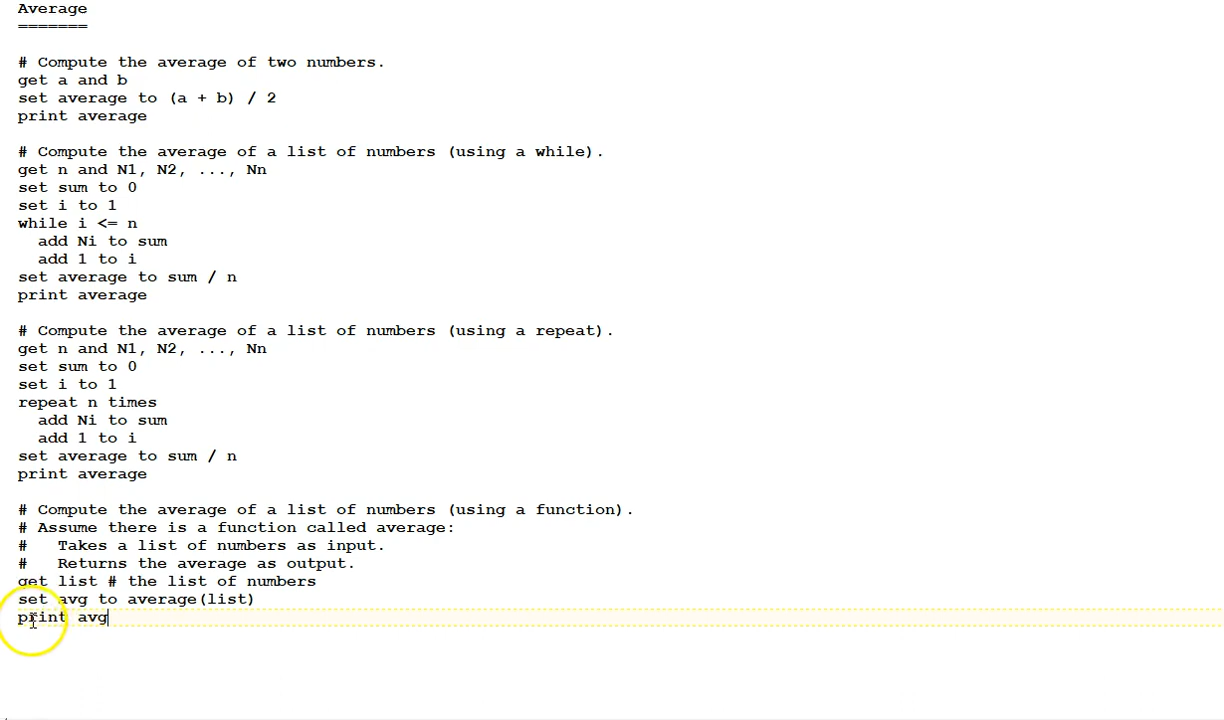 Average
=======

# Compute the average of two numbers.
get a and b
set average to (a + b) / 2
print average

# Compute the average of a list of numbers (using a while).
get n and N1, N2, ..., Nn
set sum to 0
set i to 1
while i <= n
  add Ni to sum
  add 1 to i
set average to sum / n
print average

# Compute the average of a list of numbers (using a repeat).
get n and N1, N2, ..., Nn
set sum to 0
set i to 1
repeat n times
  add Ni to sum
  add 1 to i
set average to sum / n
print average

# Compute the average of a list of numbers (using a function).
# Assume there is a function called average:
#   Takes a list of numbers as input.
#   Returns the average as output.
get list # the list of numbers
set avg to average(list)
print avg